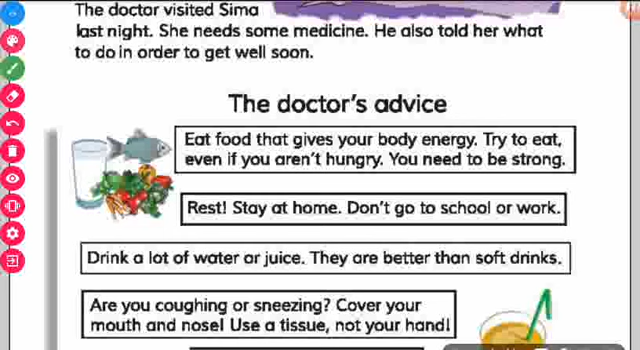 The doctor visited Sima
last night. She needs some medicine. He also told her what
to do in order to get well soon.
The doctor's advice
Eat food that gives your body energy. Try to eat,
even if you aren't hungry. You need to be strong.
Rest! Stay at home. Don't go to school or work.
Drink a lot of water or juice. They are better than soft drinks.
Are you coughing or sneezing? Cover your
mouth and nose! Use a tissue, not your hand!